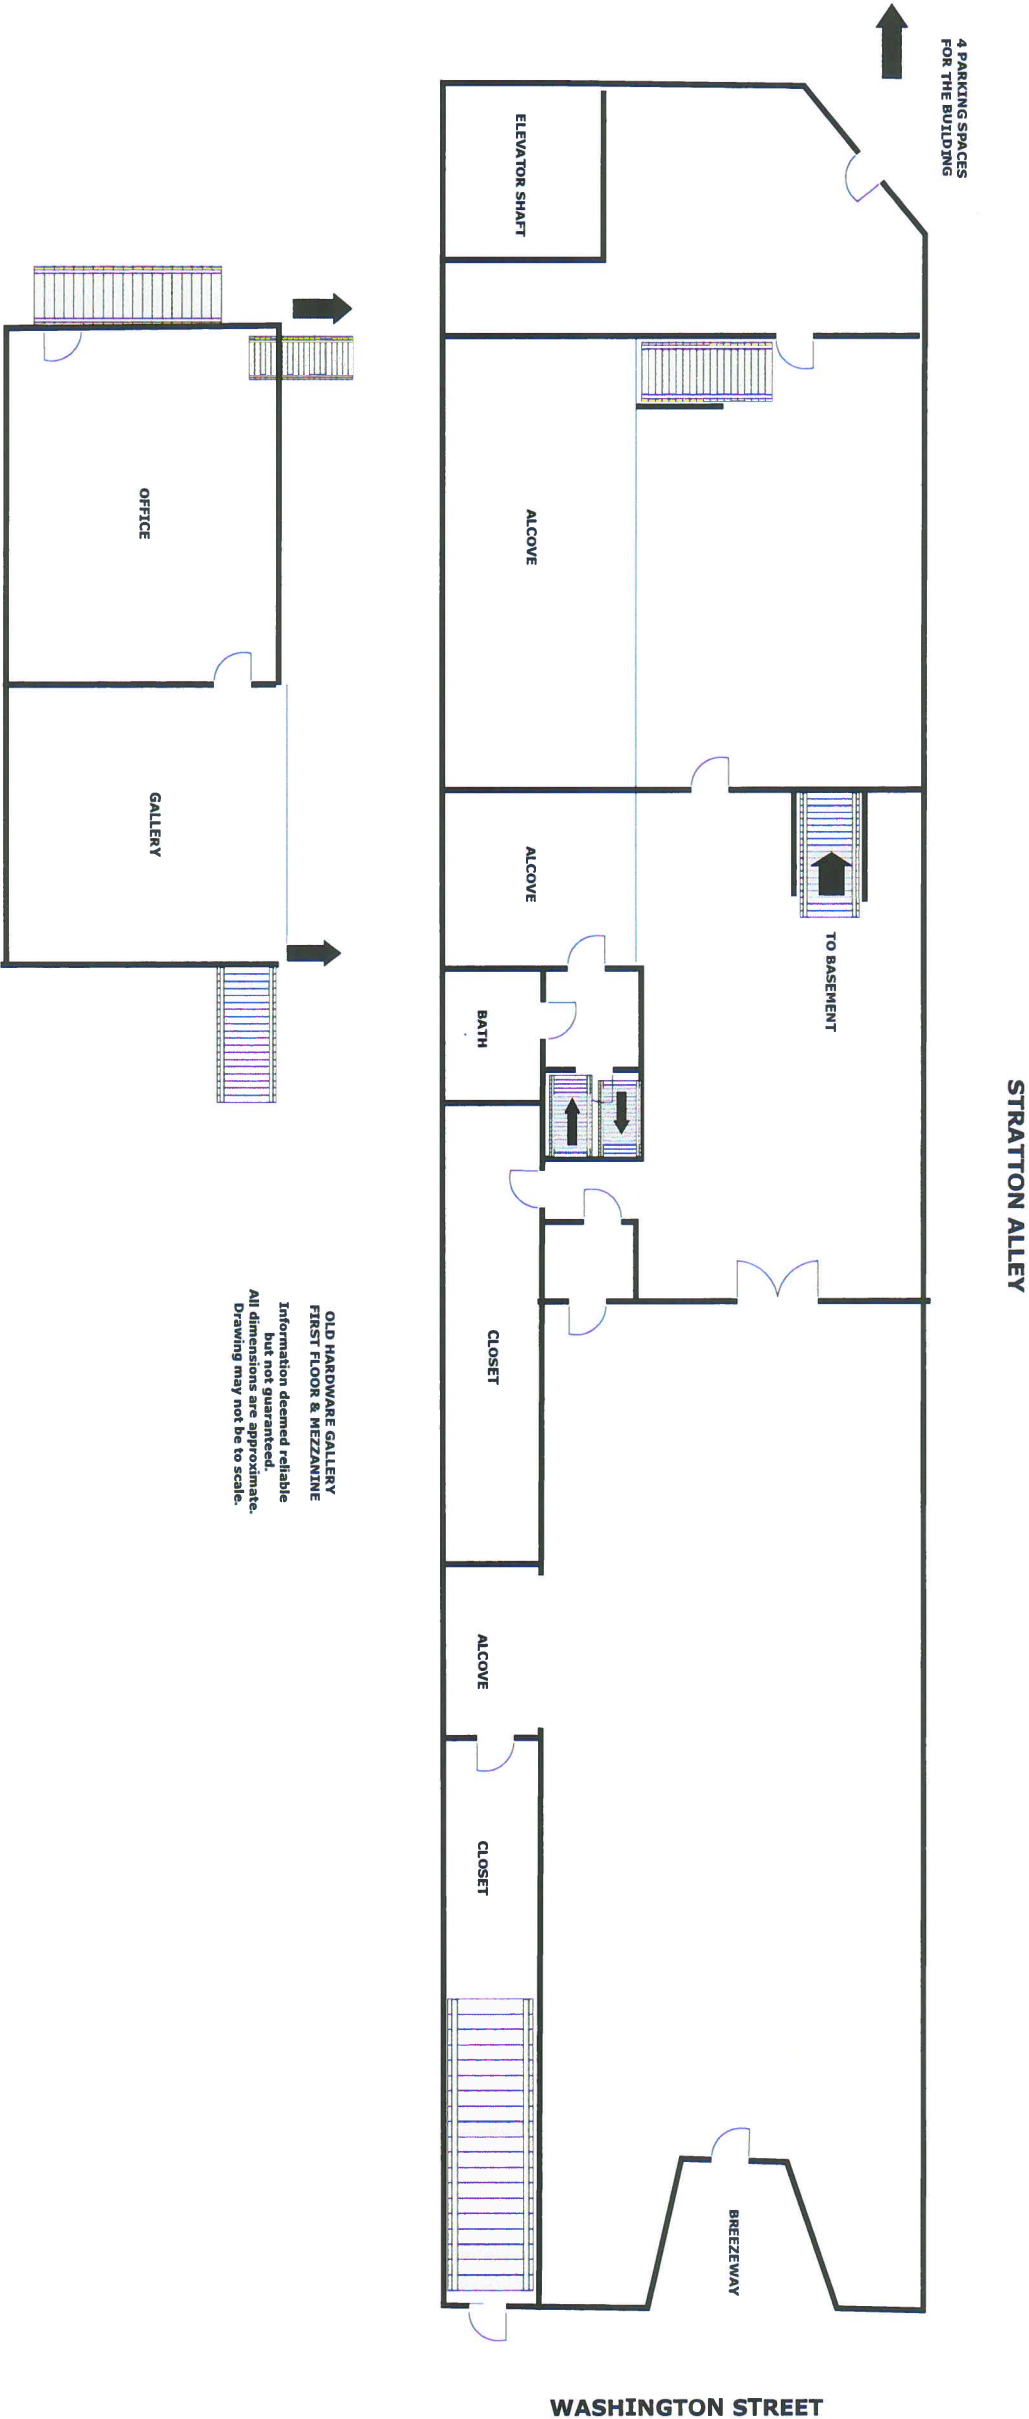 4 PARKING SPACES
FOR THE BUILDING
ELEVATOR SHAFT
OFFICE
ALCOVE
GALLERY
ALCOVE
TO BASEMENT
BATH
STRATTON ALLEY
OLD HARDWARE GALLERY
FIRST FLOOR & MEZZANINE
Information deemed reliable
but not guaranteed.
All dimensions are approximate.
Drawing may not be to scale.
CLOSET
ALCOVE
CLOSET
BREEZEWAY
WASHINGTON STREET